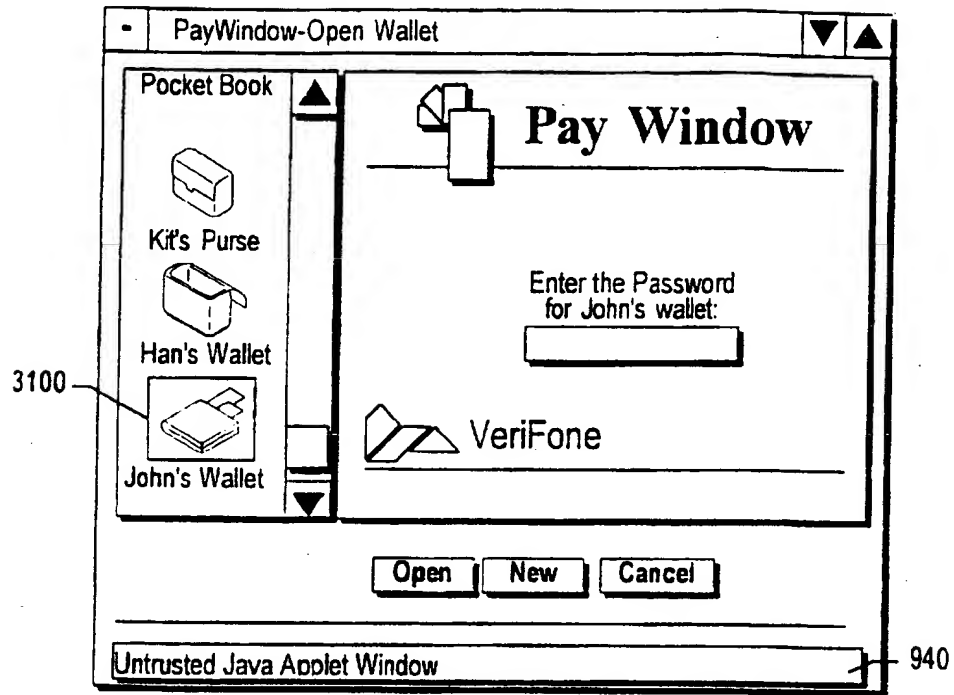 PayWindow-Open Wallet
Pocket Book
Kit's Purse
Han's Wallet
3100
John's Wallet
Pay Window
Enter the Password
for John's wallet:
VeriFone
Open New Cancel
Untrusted Java Applet Window
940